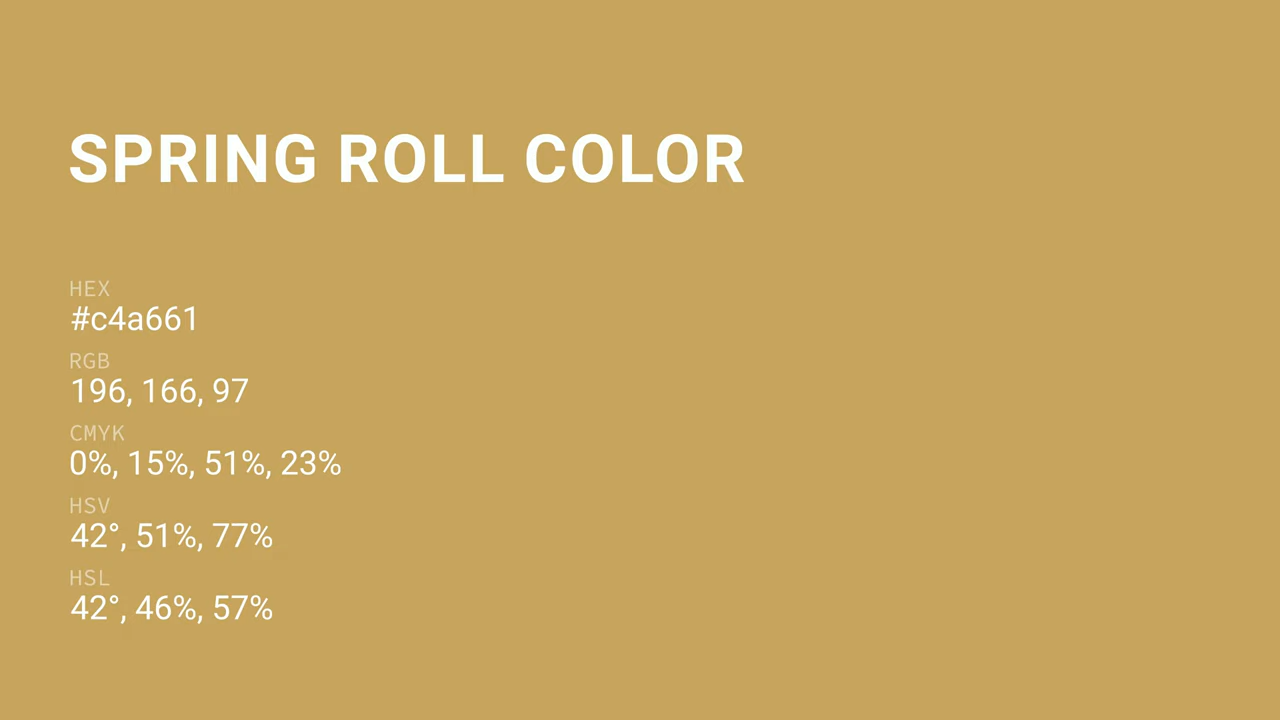 SPRING ROLL COLOR
HEX
#c4a661
RGB
196, 166, 97
CMYK
0%, 15%, 51%, 23%
HSV
42°, 51%, 77%
HSL
42°, 46%, 57%